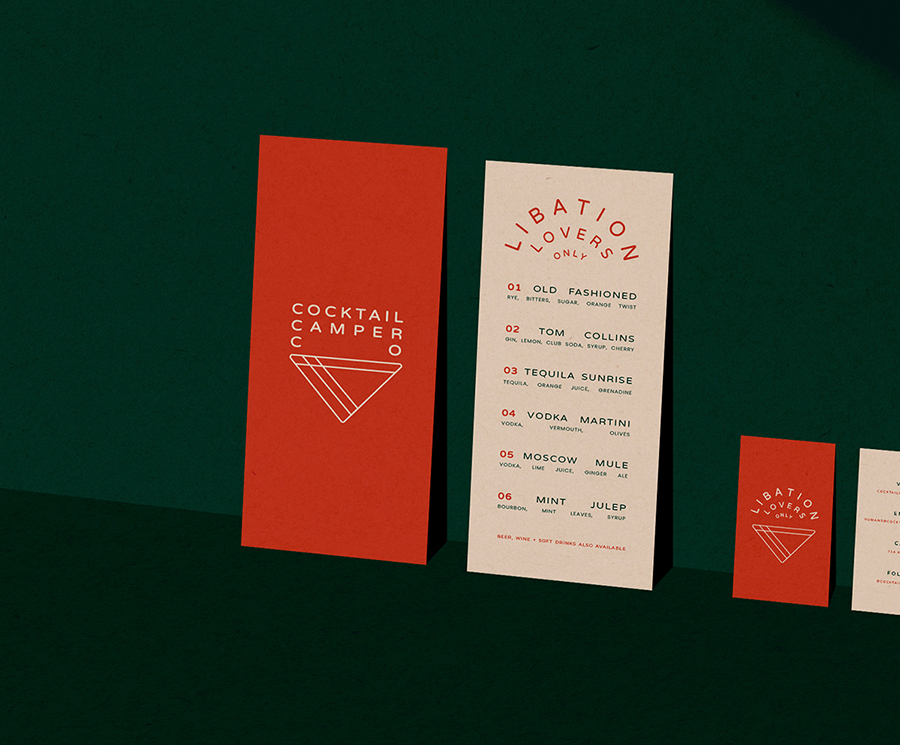 COCKTAIL
CAMPER
C O
LIBATION
LOVERS
ONLY
01 OLD FASHIONED
RYE, BITTERS, SUGAR, ORANGE TWIST
02 TOM COLLINS
GIN, LEMON, CLUB SODA, SYRUP, CHERRY
03 TEQUILA SUNRISE
TEQUILA, ORANGE JUICE, GRENADINE
04 VODKA MARTINI
VODKA, VERMOUTH, OLIVES
05 MOSCOW MULE
VODKA, LIME JUICE, GINGER ALE
06 MINT JULEP
BOURBON, MINT LEAVES, SYRUP
BEER, WINE + SOFT DRINKS ALSO AVAILABLE
LIBATION
LOVERS
ONLY